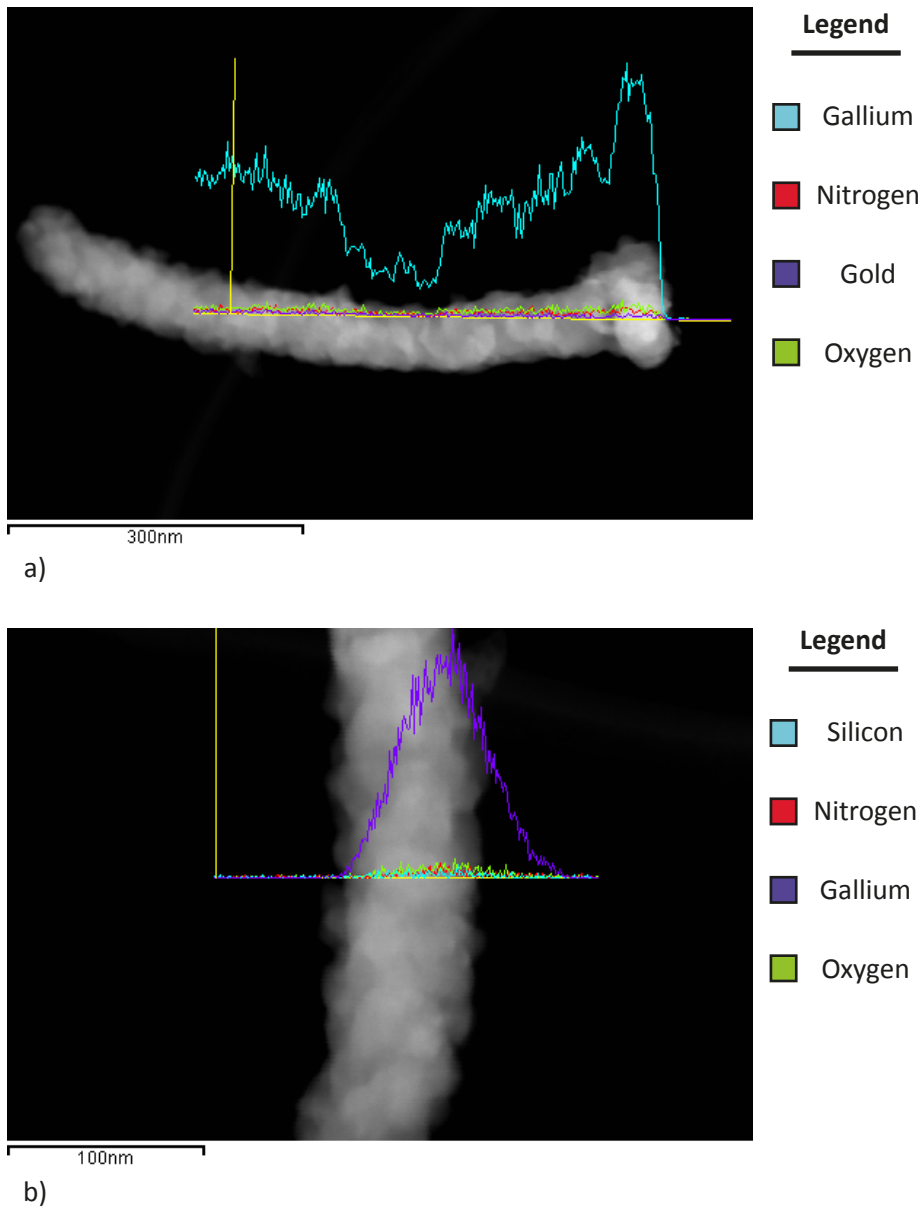 Legend
Gallium
Nitrogen
Gold
Oxygen
300nm
a)
Legend
Silicon
Nitrogen
Gallium
Oxygen
100nm
b)